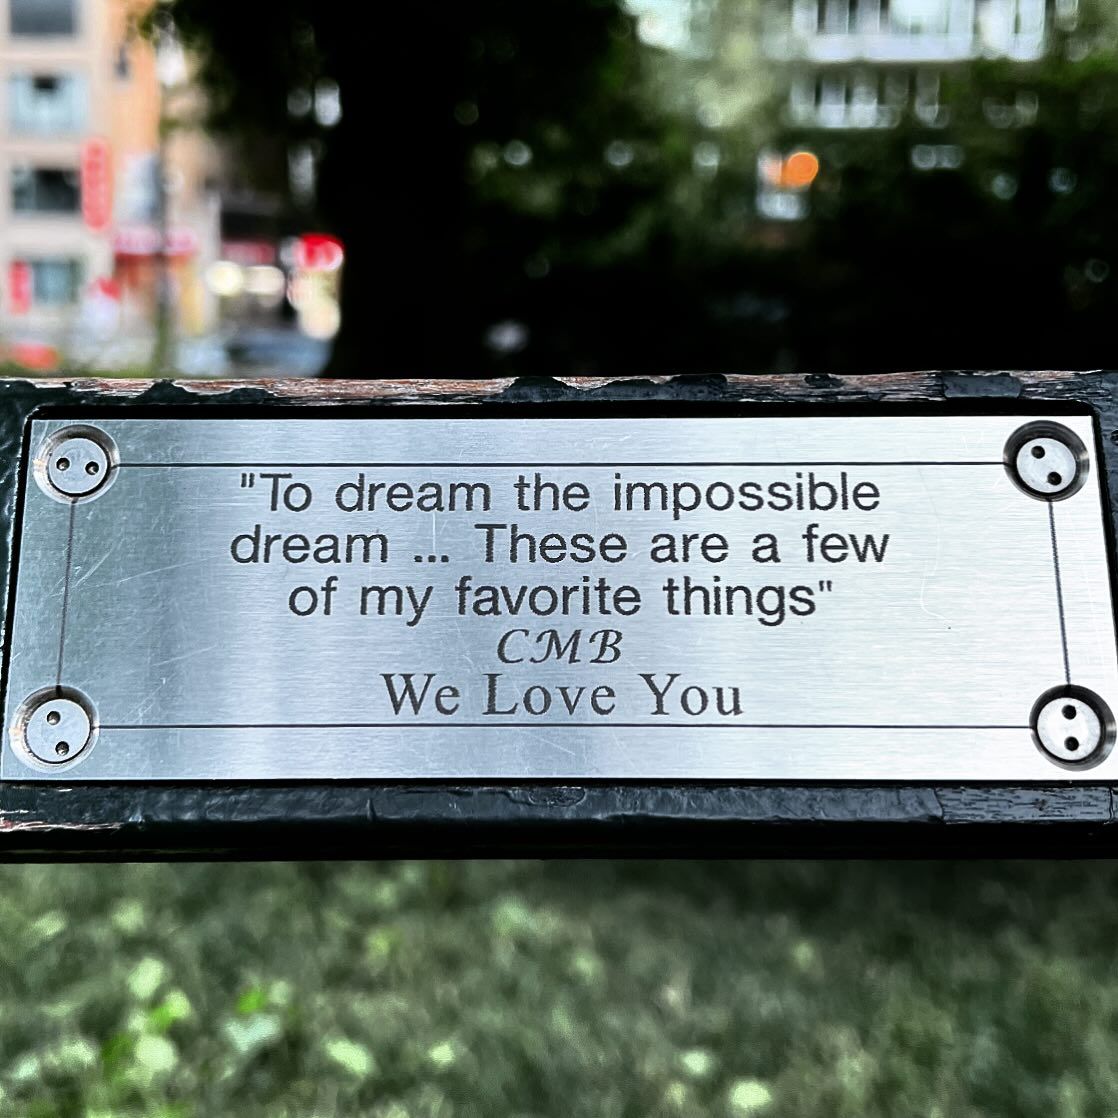 "To dream the impossible
dream ... These are a few
of my favorite things"
CMB
We Love You